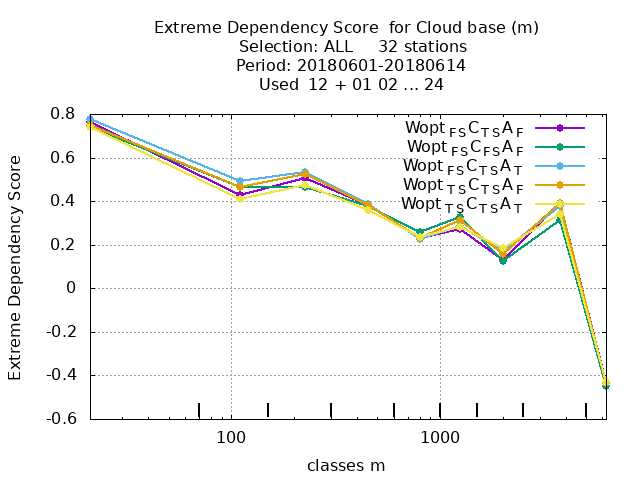 Extreme Dependency Score  for Cloud base (m)
Selection: ALL     32 stations
Period: 20180601-20180614
Used  12 + 01 02 ... 24
Extreme Dependency Score
0.8
0.6
0.4
0.2
0
-0.2
-0.4
-0.6
Wopt FS C TS A F
Wopt FS C FS A F
Wopt FS C TS A T
Wopt TS C TS A F
Wopt TS C TS A T
100
1000
classes m